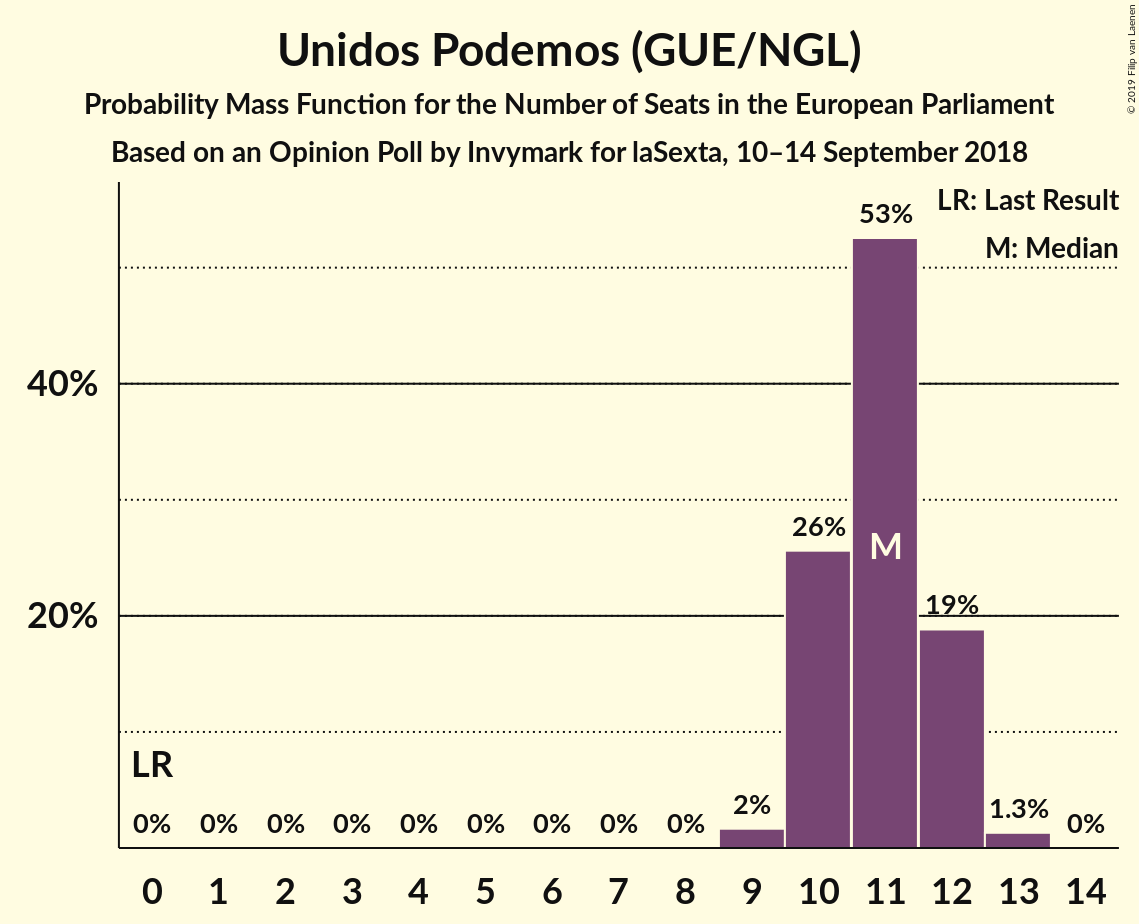 Unidos Podemos (GUE/NGL)
Probability Mass Function for the Number of Seats in the European Parliament
Based on an Opinion Poll by Invymark for laSexta, 10–14 September 2018
© 2019 Filip van Laenen
LR: Last Result
M: Median
53%
40%
26%
M
20%
19%
LR
0% 0% 0% 0% 0% 0% 0% 0% 0% 2% 1.3% 0%
0 1 2 3 4 5 6 7 8 9 10 11 12 13 14